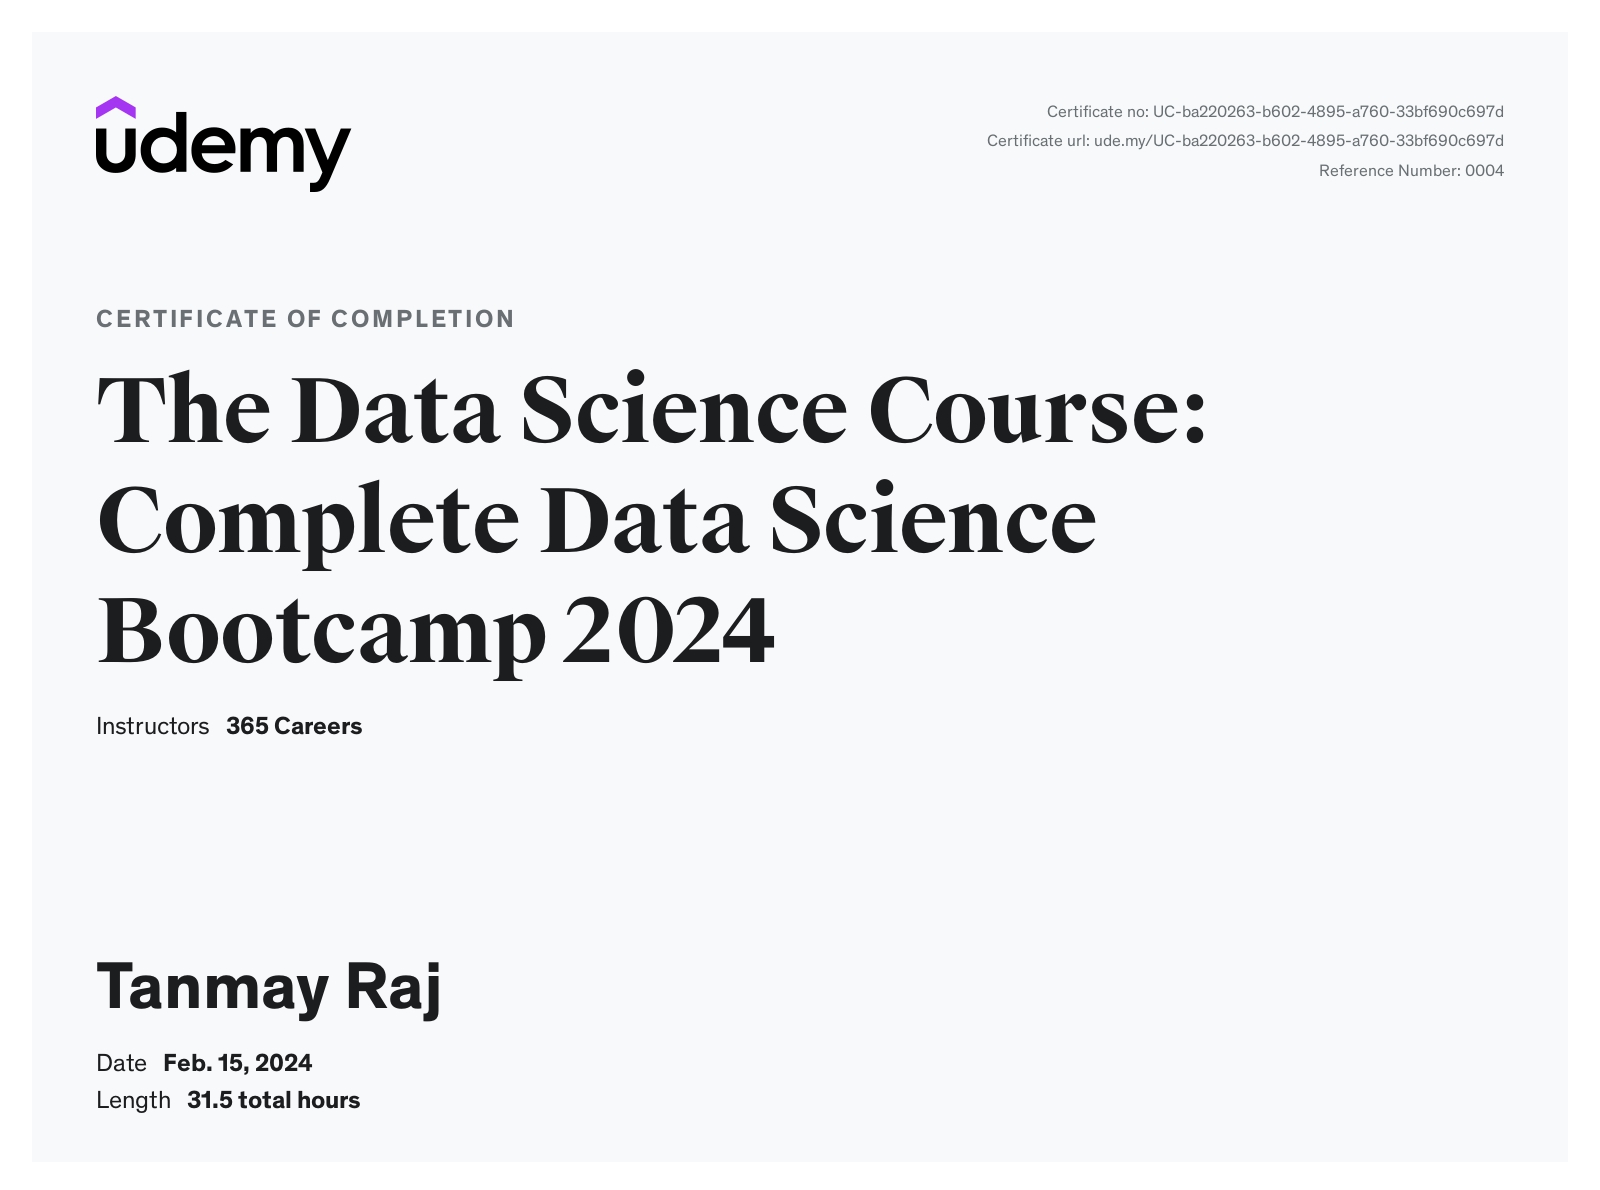 udemy
Certificate no: UC-ba220263-b602-4895-a760-33bf690c697d
Certificate url: ude.my/UC-ba220263-b602-4895-a760-33bf690c697d
Reference Number: 0004
CERTIFICATE OF COMPLETION
The Data Science Course:
Complete Data Science
Bootcamp 2024
Instructors 365 Careers
Tanmay Raj
Date Feb. 15, 2024
Length 31.5 total hours